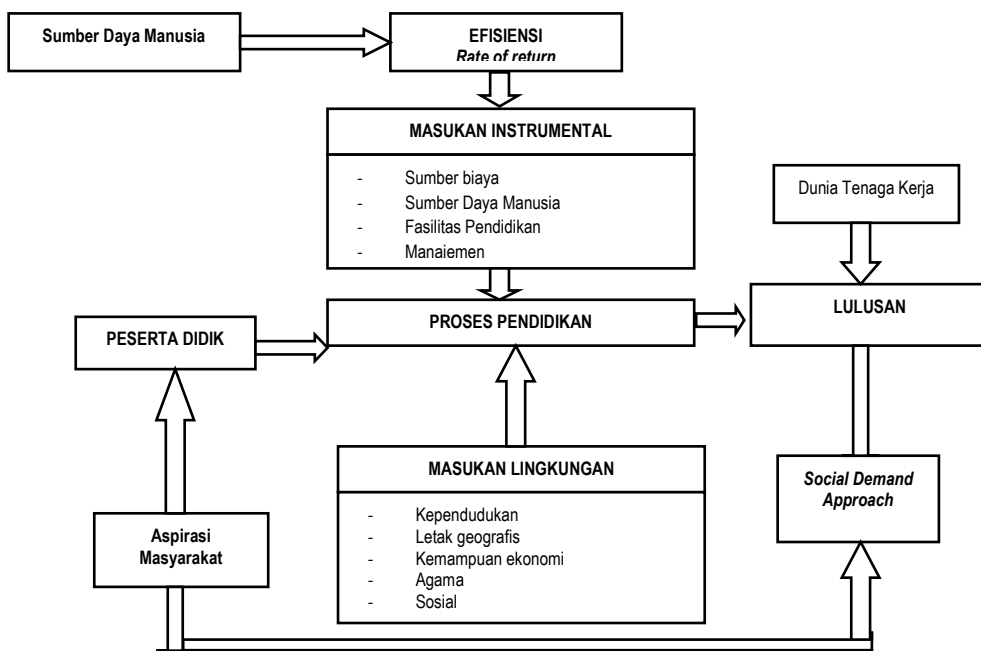 Sumber Daya Manusia
EFISIENSI
Rate of return
MASUKAN INSTRUMENTAL
- Sumber biaya
- Sumber Daya Manusia
- Fasilitas Pendidikan
- Manaiemen
Dunia Tenaga Kerja
PESERTA DIDIK
PROSES PENDIDIKAN
LULUSAN
MASUKAN LINGKUNGAN
- Kependudukan
- Letak geografis
- Kemampuan ekonomi
- Agama
- Sosial
Social Demand
Approach
Aspirasi
Masyarakat